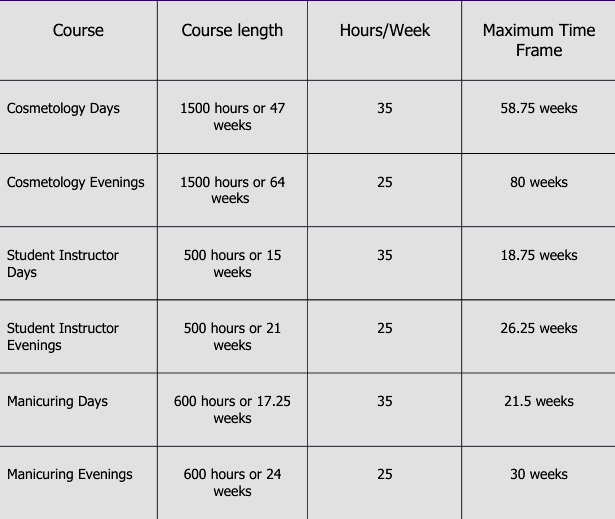 Course Course length Hours/Week Maximum Time
Frame
Cosmetology Days 1500 hours or 47 35 58.75 weeks
weeks
Cosmetology Evenings 1500 hours or 64 25 80 weeks
weeks
Student Instructor 500 hours or 15 35 18.75 weeks
Days weeks
Student Instructor 500 hours or 21 25 26.25 weeks
Evenings weeks
Manicuring Days 600 hours or 17.25 35 21.5 weeks
weeks
Manicuring Evenings 600 hours or 24 25 30 weeks
weeks